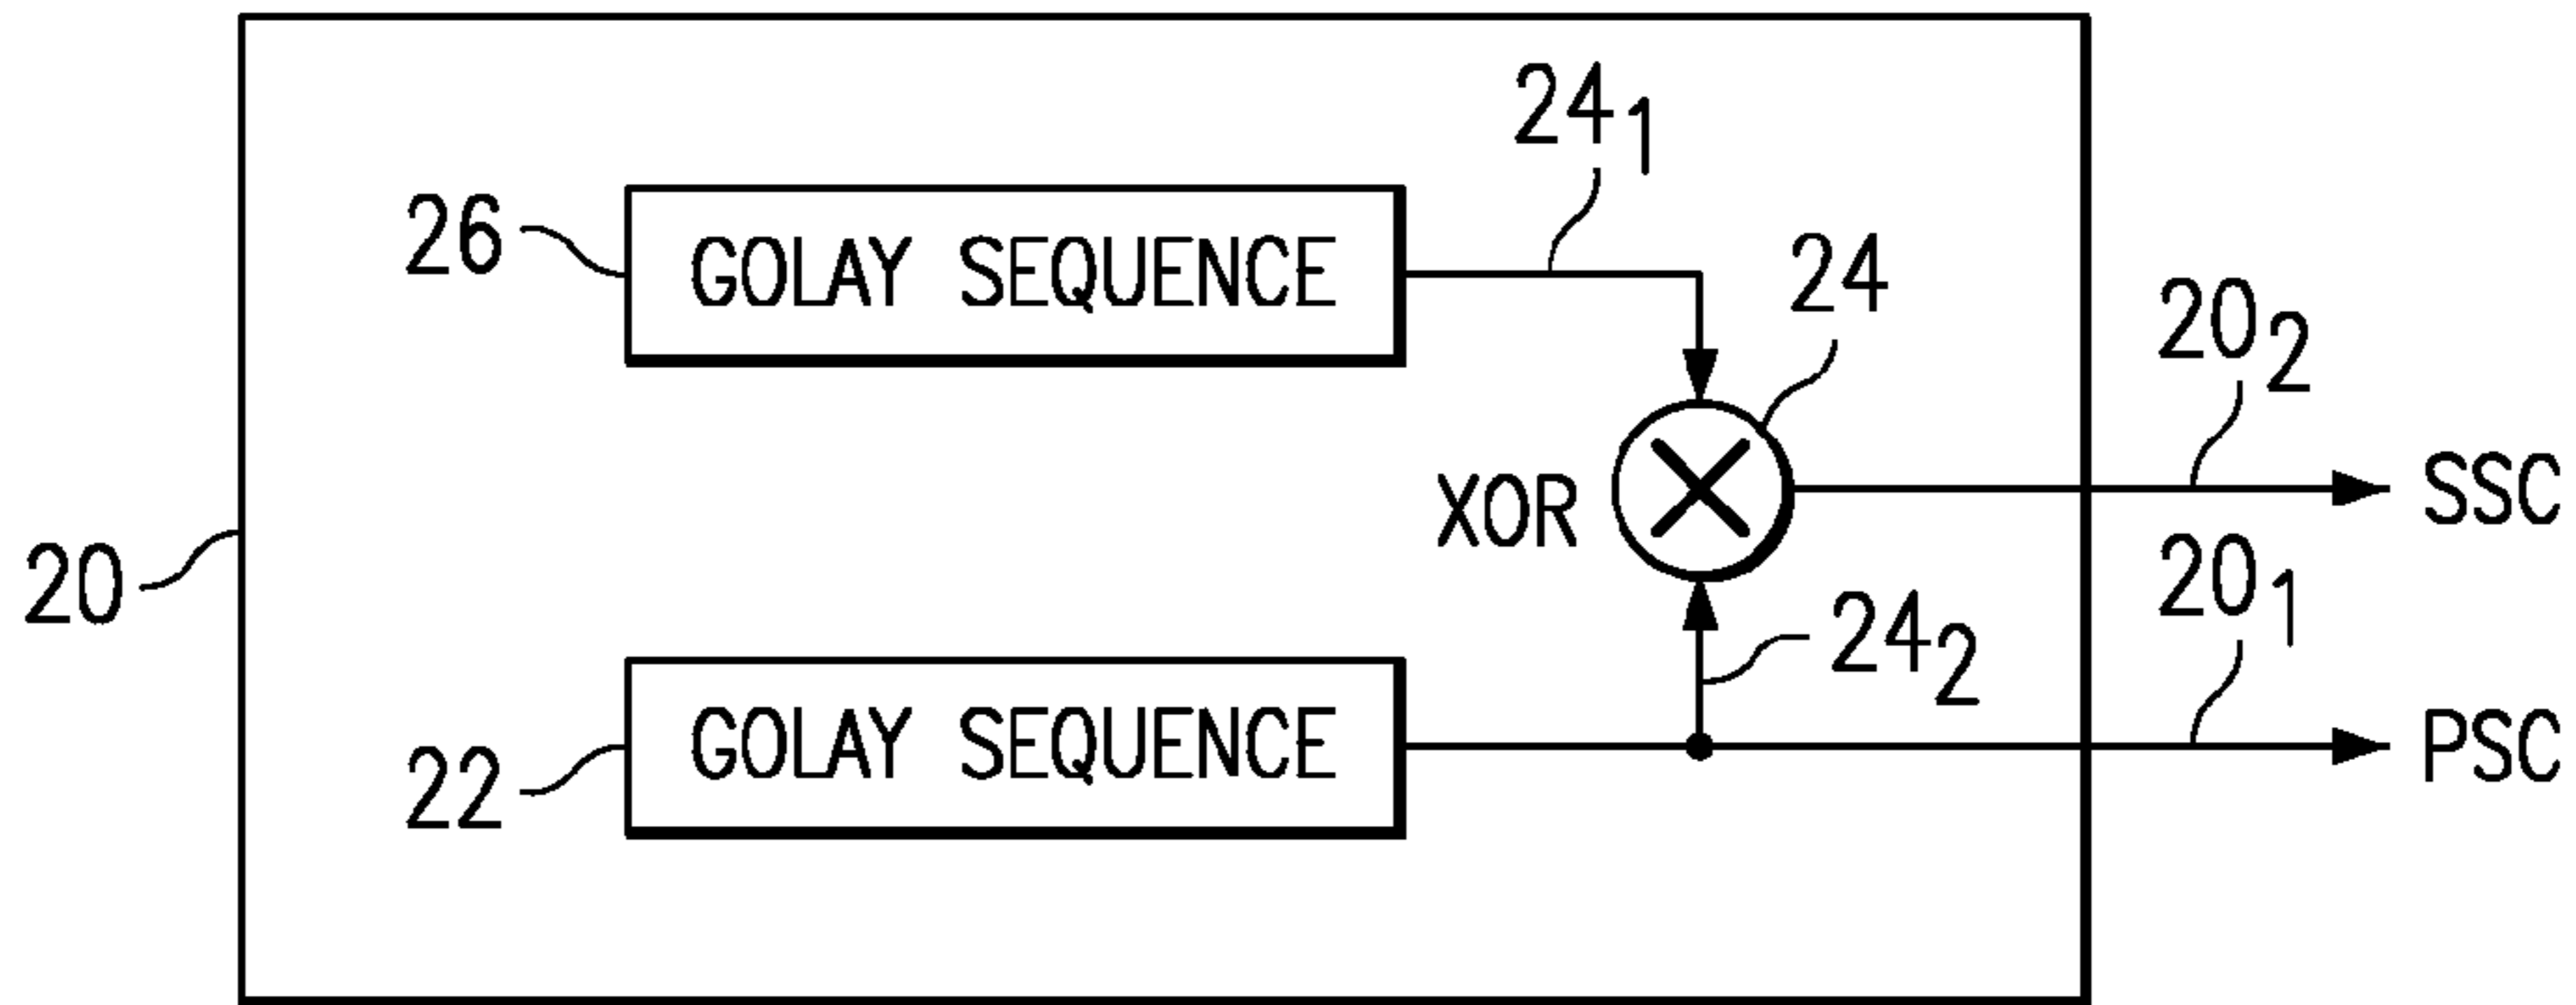 24₁
26
GOLAY SEQUENCE
24
20₂
XOR
SSC
20
20₁
24₂
22
GOLAY SEQUENCE
PSC